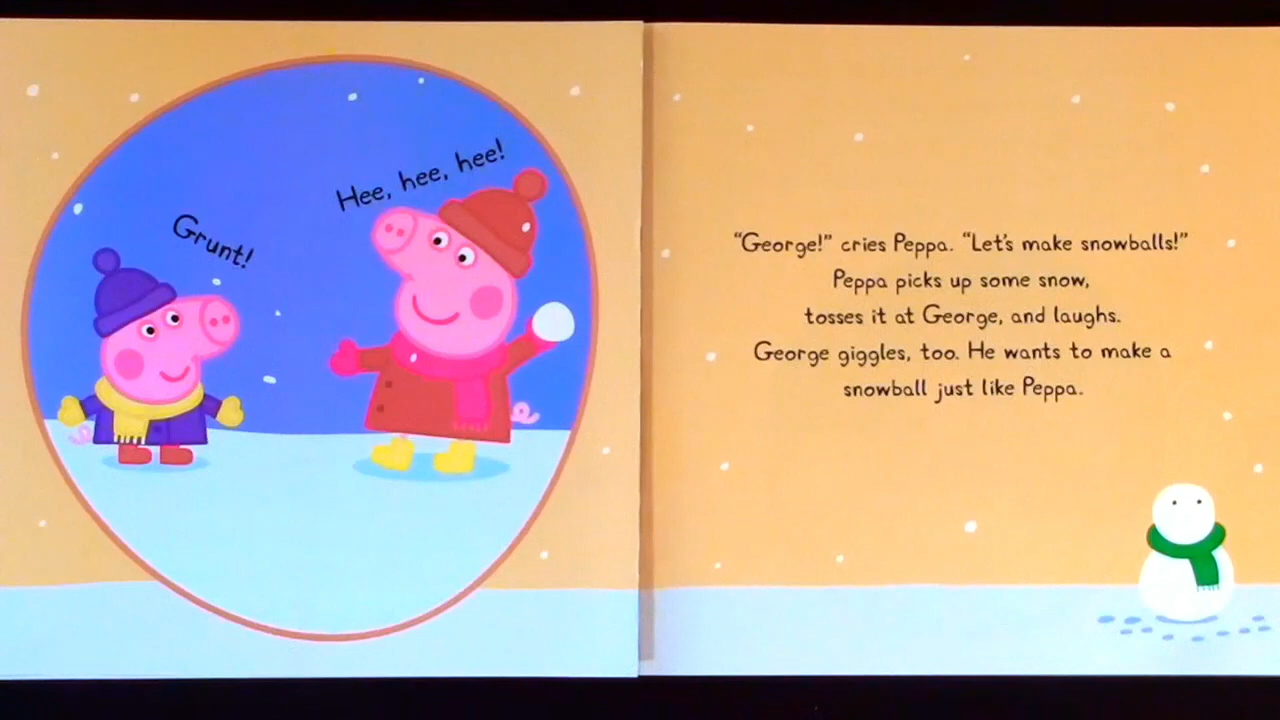 Grunt!
Hee, hee, hee!
“George!” cries Peppa. “Let's make snowballs!”
Peppa picks up some snow,
tosses it at George, and laughs.
George giggles, too. He wants to make a
snowball just like Peppa.